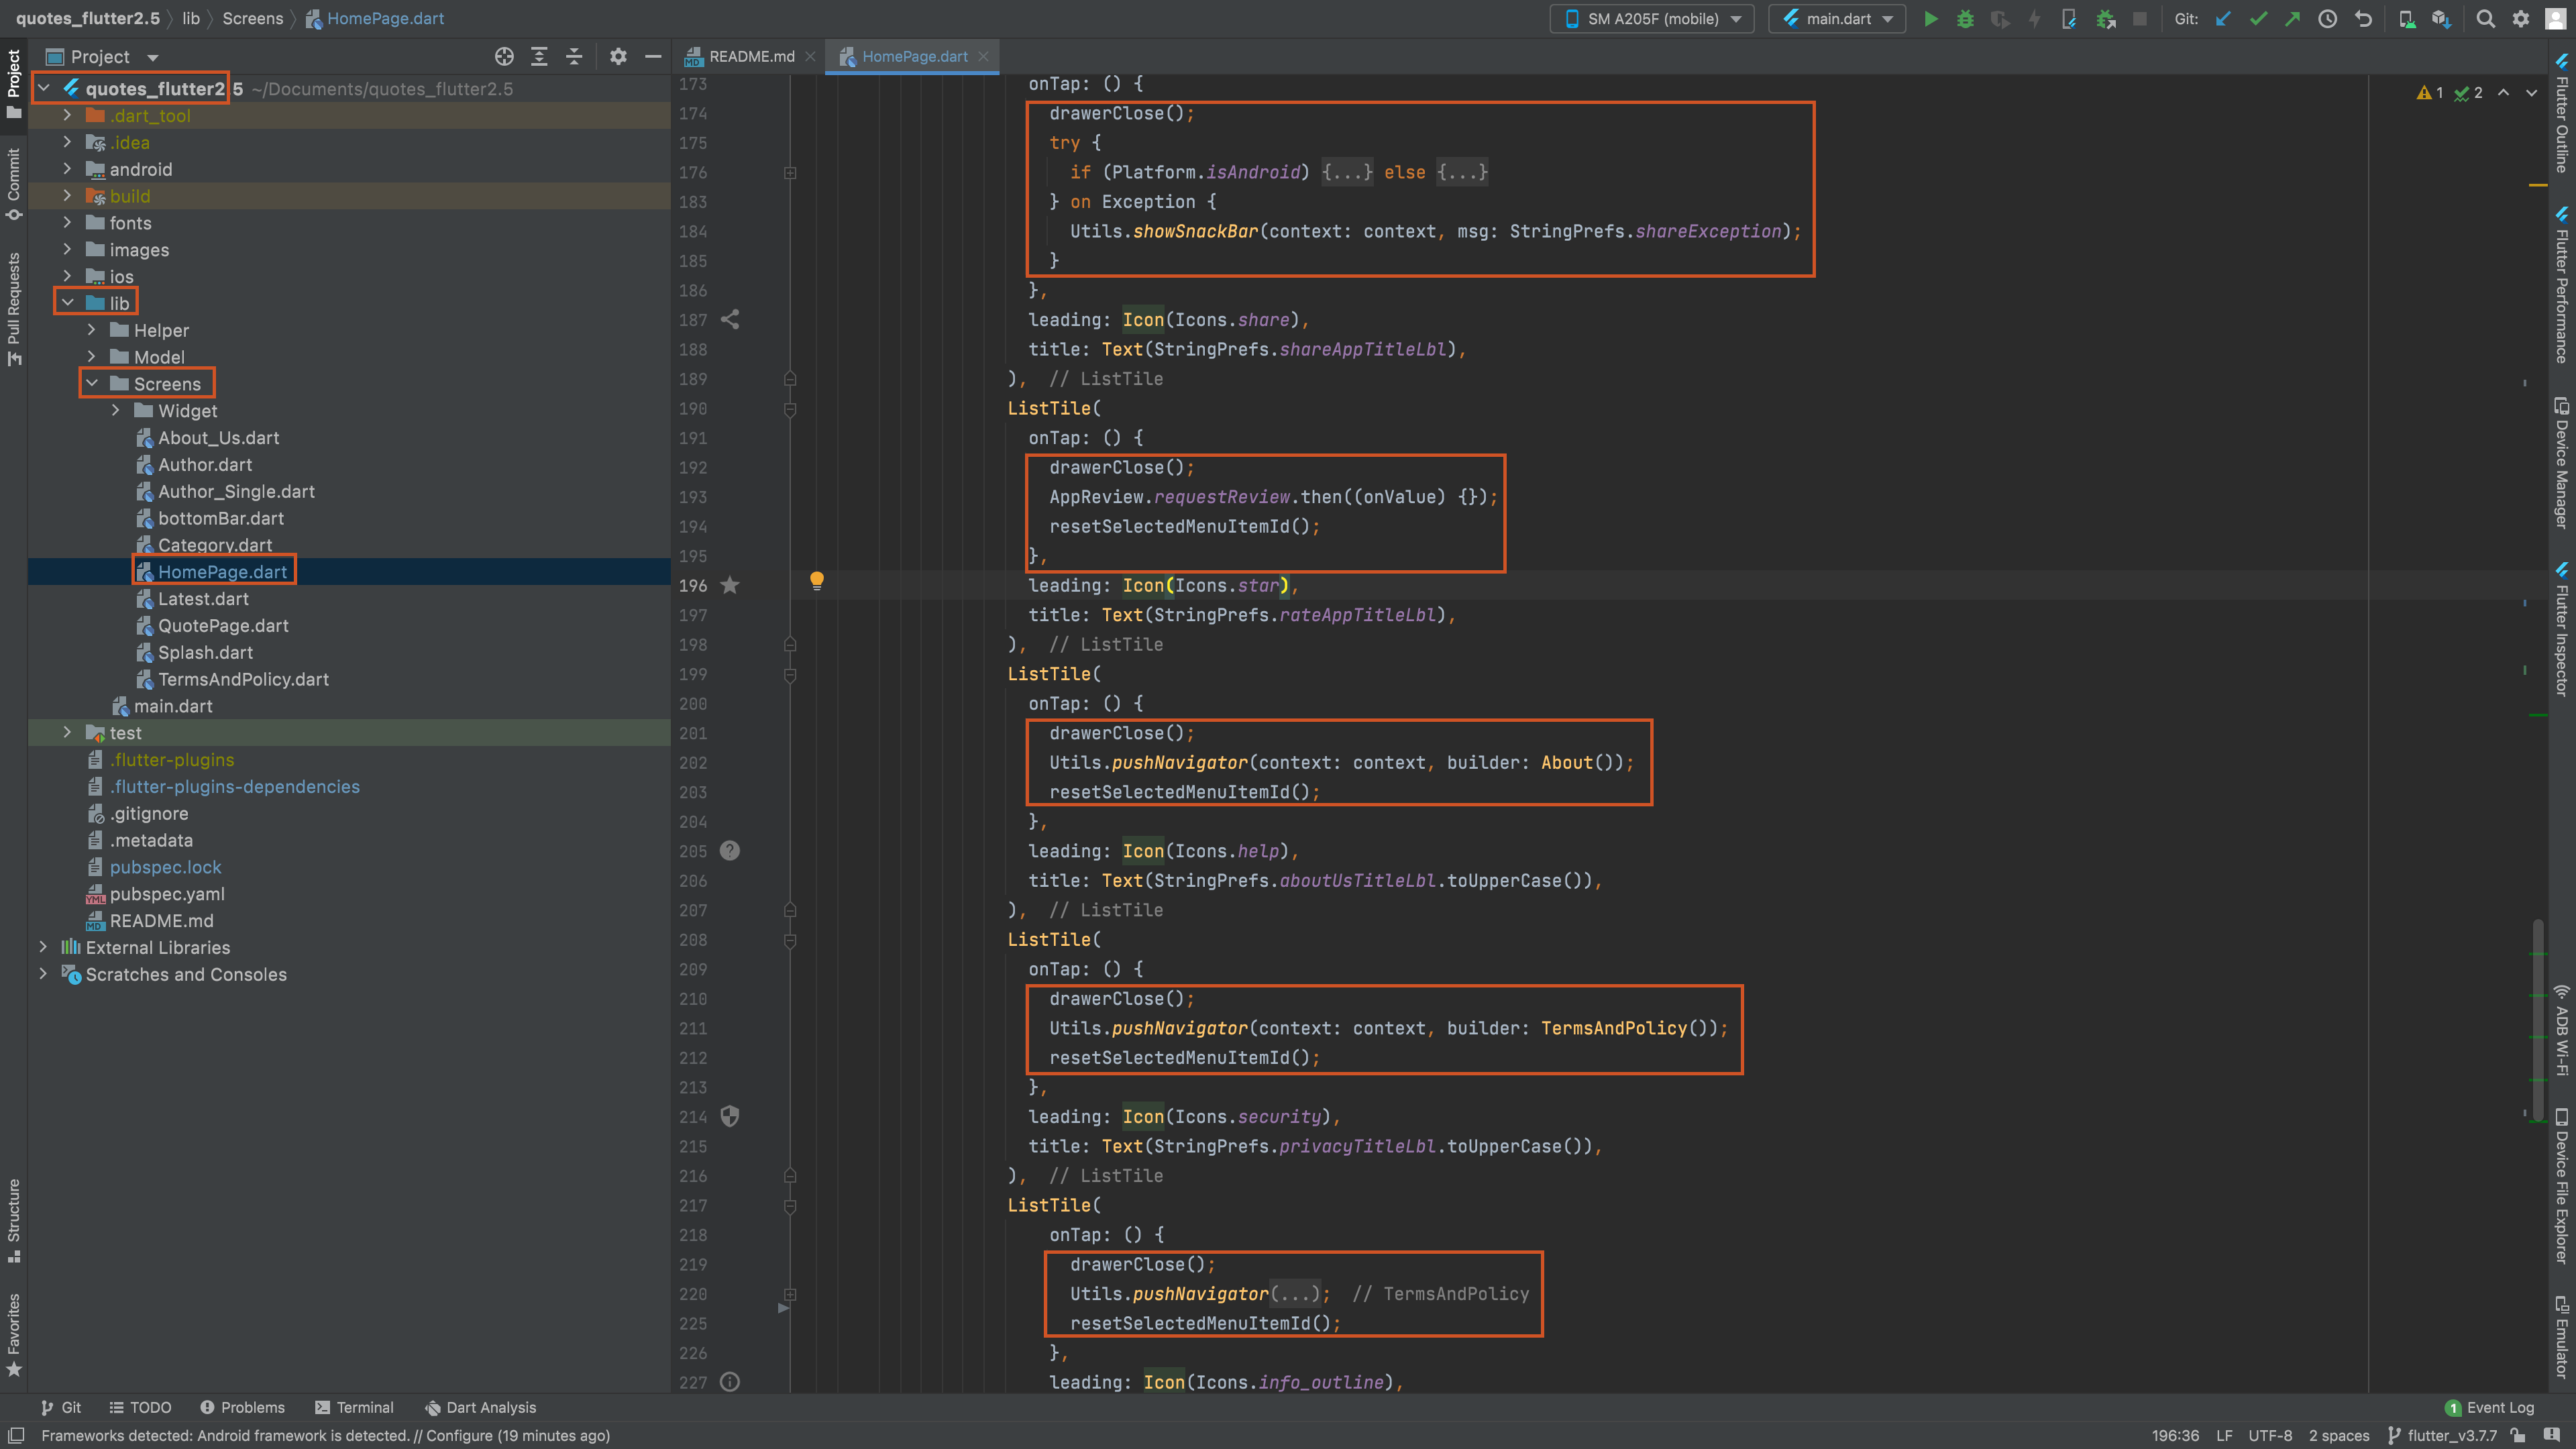 quotes_flutter2.5 lib Screens HomePage.dart
SM A205F (mobile) main.dart Git:
Project
README.md HomePage.dart
quotes_flutter2.5 ~/Documents/quotes_flutter2.5
.dart_tool
.idea
android
build
fonts
images
ios
lib
Helper
Model
Screens
Widget
About_Us.dart
Author.dart
Author_Single.dart
bottomBar.dart
Category.dart
HomePage.dart
Latest.dart
QuotePage.dart
Splash.dart
TermsAndPolicy.dart
main.dart
test
.flutter-plugins
.flutter-plugins-dependencies
.gitignore
.metadata
pubspec.lock
pubspec.yaml
README.md
External Libraries
Scratches and Consoles
Project
Commit
Pull Requests
Structure
Favorites
173 onTap: () {
174 drawerClose();
175 try {
176 if (Platform.isAndroid) {...} else {...}
183 } on Exception {
184 Utils.showSnackBar(context: context, msg: StringPrefs.shareException);
185 }
186 },
187 leading: Icon(Icons.share),
188 title: Text(StringPrefs.shareAppTitleLbl),
189 ), // ListTile
190 ListTile(
191 onTap: () {
192 drawerClose();
193 AppReview.requestReview.then((onValue) {});
194 resetSelectedMenuItemId();
195 },
196 leading: Icon(Icons.star),
197 title: Text(StringPrefs.rateAppTitleLbl),
198 ), // ListTile
199 ListTile(
200 onTap: () {
201 drawerClose();
202 Utils.pushNavigator(context: context, builder: About());
203 resetSelectedMenuItemId();
204 },
205 leading: Icon(Icons.help),
206 title: Text(StringPrefs.aboutUsTitleLbl.toUpperCase()),
207 ), // ListTile
208 ListTile(
209 onTap: () {
210 drawerClose();
211 Utils.pushNavigator(context: context, builder: TermsAndPolicy());
212 resetSelectedMenuItemId();
213 },
214 leading: Icon(Icons.security),
215 title: Text(StringPrefs.privacyTitleLbl.toUpperCase()),
216 ), // ListTile
217 ListTile(
218 onTap: () {
219 drawerClose();
220 Utils.pushNavigator(...); // TermsAndPolicy
225 resetSelectedMenuItemId();
226 },
227 leading: Icon(Icons.info_outline),
1 2
Flutter Outline
Flutter Performance
Device Manager
Flutter Inspector
ADB Wi-Fi
Device File Explorer
Emulator
Git TODO Problems Terminal Dart Analysis
1 Event Log
Frameworks detected: Android framework is detected. // Configure (19 minutes ago)
196:36 LF UTF-8 2 spaces flutter_v3.7.7